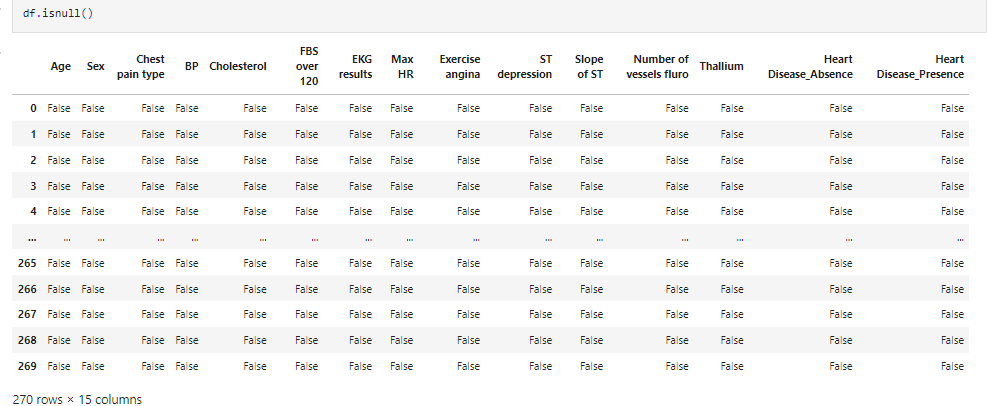 df.isnull()
Age Sex Chest pain type BP Cholesterol FBS over 120 EKG results Max HR Exercise angina ST depression Slope of ST Number of vessels fluro Thallium Heart Disease_Absence Heart Disease_Presence
0 False False False False False False False False False False False False False False False
1 False False False False False False False False False False False False False False False
2 False False False False False False False False False False False False False False False
3 False False False False False False False False False False False False False False False
4 False False False False False False False False False False False False False False False
... ... ... ... ... ... ... ... ... ... ... ... ... ... ... ...
265 False False False False False False False False False False False False False False False
266 False False False False False False False False False False False False False False False
267 False False False False False False False False False False False False False False False
268 False False False False False False False False False False False False False False False
269 False False False False False False False False False False False False False False False
270 rows × 15 columns